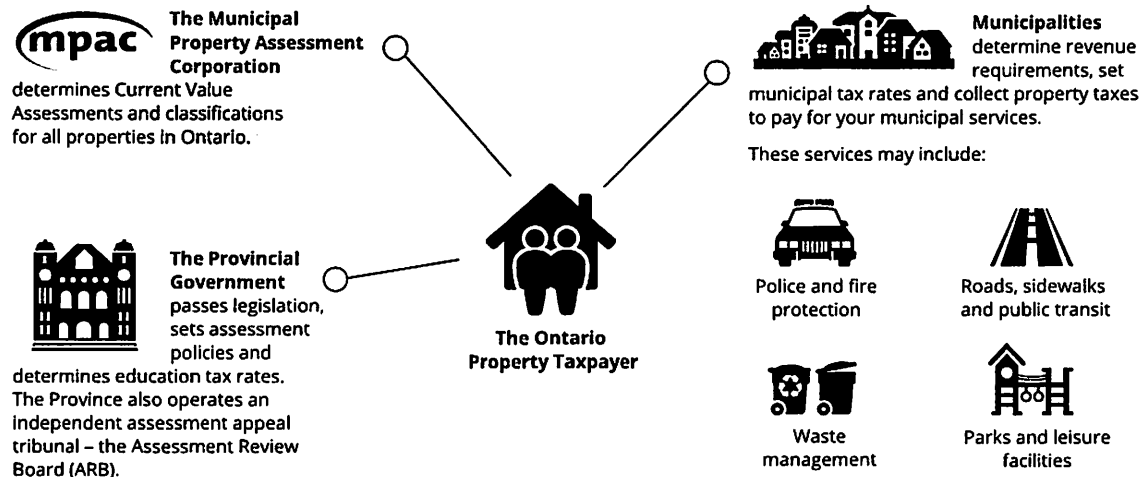 mpac
The Municipal
Property Assessment
Corporation
determines Current Value
Assessments and classifications
for all properties in Ontario.
Municipalities
determine revenue
requirements, set
municipal tax rates and collect property taxes
to pay for your municipal services.
These services may include:
Police and fire
protection
Roads, sidewalks
and public transit
Waste
management
Parks and leisure
facilities
The Provincial
Government
passes legislation,
sets assessment
policies and
determines education tax rates.
The Province also operates an
independent assessment appeal
tribunal – the Assessment Review
Board (ARB).
The Ontario
Property Taxpayer